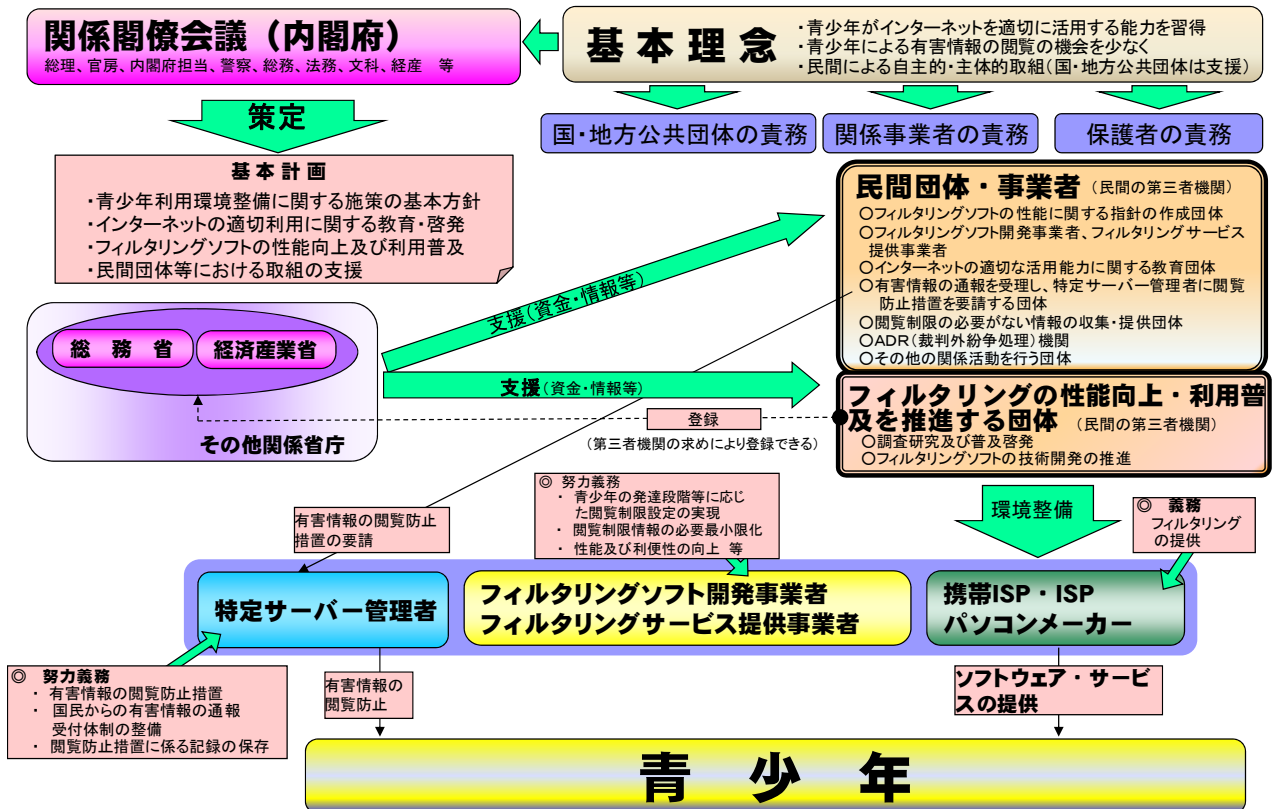 関係閣僚会議（内閣府）
総理、官房、内閣府担当、警察、総務、法務、文科、経産　等
基本理念
・青少年がインターネットを適切に活用する能力を習得
・青少年による有害情報の閲覧の機会を少なく
・民間による自主的・主体的取組（国・地方公共団体は支援）
策定
国・地方公共団体の責務
関係事業者の責務
保護者の責務
基本計画
・青少年利用環境整備に関する施策の基本方針
・インターネットの適切利用に関する教育・啓発
・フィルタリングソフトの性能向上及び利用普及
・民間団体等における取組の支援
民間団体・事業者（民間の第三者機関）
○フィルタリングソフトの性能に関する指針の作成団体
○フィルタリングソフト開発事業者、フィルタリングサービス
提供事業者
○インターネットの適切な活用能力に関する教育団体
○有害情報の通報を受理し、特定サーバー管理者に閲覧
防止措置を要請する団体
○閲覧制限の必要がない情報の収集・提供団体
○ADR（裁判外紛争処理）機関
○その他の関係活動を行う団体
支援（資金・情報等）
総務省
経済産業省
その他関係省庁
支援（資金・情報等）
登録
（第三者機関の求めにより登録できる）
フィルタリングの性能向上・利用普
及を推進する団体（民間の第三者機関）
○調査研究及び普及啓発
○フィルタリングソフトの技術開発の推進
有害情報の閲覧防止
措置の要請
◎ 努力義務
・ 青少年の発達段階等に応じ
た閲覧制限設定の実現
・ 閲覧制限情報の必要最小限化
・ 性能及び利便性の向上 等
環境整備
◎ 義務
フィルタリング
の提供
特定サーバー管理者
フィルタリングソフト開発事業者
フィルタリングサービス提供事業者
携帯ISP・ISP
パソコンメーカー
◎ 努力義務
・ 有害情報の閲覧防止措置
・ 国民からの有害情報の通報
受付体制の整備
・ 閲覧防止措置に係る記録の保存
有害情報の
閲覧防止
ソフトウェア・サービ
スの提供
青少年